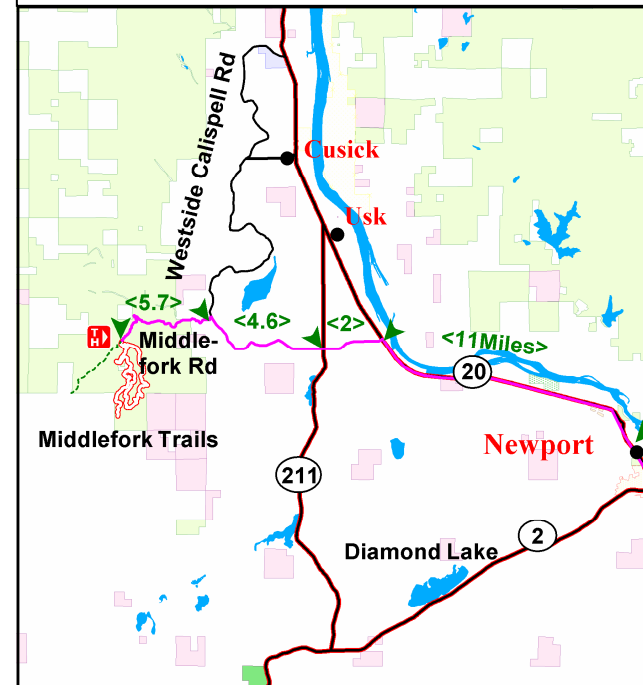 Westside Calispell Rd
Cusick
Usk
<5.7>
<4.6>
<2>
<11Miles>
TH
Middle-
fork Rd
20
Middlefork Trails
Newport
211
2
Diamond Lake